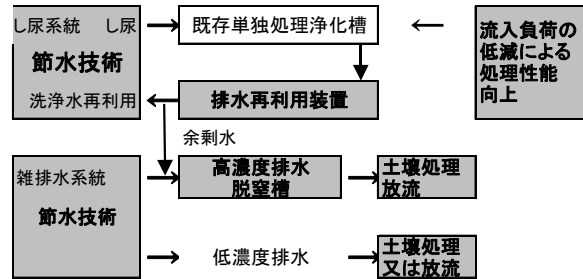 し尿系統 し尿
節水技術
洗浄水再利用
既存単独処理浄化槽
流入負荷の
低減による
処理性能
向上
排水再利用装置
余剰水
雑排水系統
節水技術
高濃度排水
脱窒槽
土壌処理
放流
低濃度排水
土壌処理
又は放流